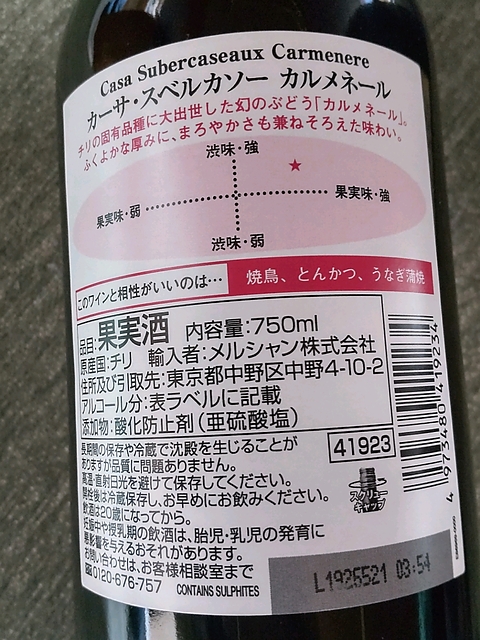 Casa Subercaseaux Carmenere
カーサ・スベルカソー カルメネール
チリの固有品種に大出世した幻のぶどう「カルメネール」。
ふくよかな厚みに、まろやかさも兼ねそろえた味わい。
渋味・強
果実味・弱
果実味・強
渋味・弱
このワインと相性がいいのは… 焼鳥、とんかつ、うなぎ蒲焼
品目:果実酒 内容量:750ml
原産国:チリ 輸入者:メルシャン株式会社
住所及び引取先:東京都中野区中野4-10-2
アルコール分:表ラベルに記載
添加物:酸化防止剤(亜硫酸塩)
長期間の保存や冷蔵で沈殿を生じることが
ありますが品質に問題ありません。
高温・直射日光を避けて保存してください。
開栓後は冷蔵保存し、お早めにお飲みください。
飲酒は20歳になってから。
妊娠中や授乳期の飲酒は、胎児・乳児の発育に
悪影響を与えるおそれがあります。
お問い合わせは、お客様相談室まで
0120-676-757 CONTAINS SULPHITES
41923
スクリュー
キャップ
4 973480 419234
L1926521 03:54